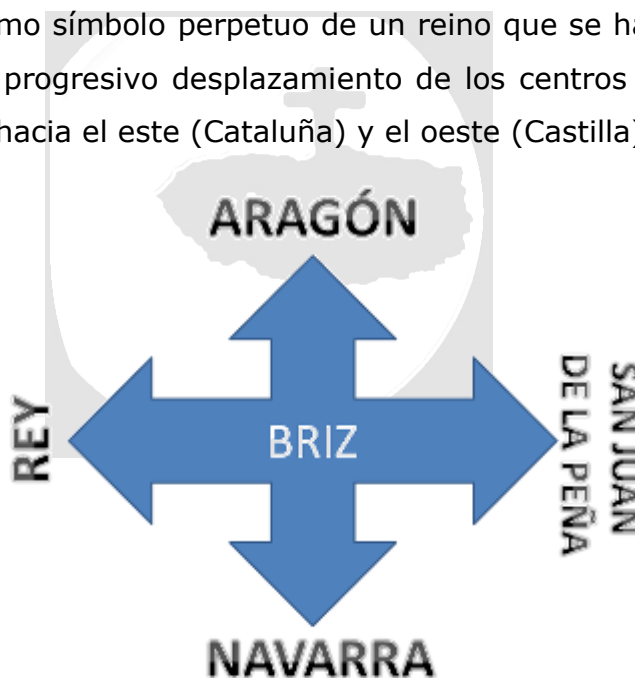 mo símbolo perpetuo de un reino que se ha
progresivo desplazamiento de los centros
hacia el este (Cataluña) y el oeste (Castilla)
ARAGÓN
REY
BRIZ
SAN JUAN
DE LA PEÑA
NAVARRA